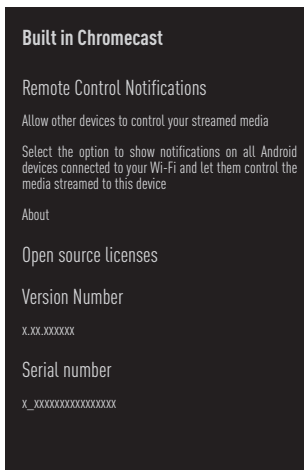 Built in Chromecast
Remote Control Notifications
Allow other devices to control your streamed media
Select the option to show notifications on all Android
devices connected to your Wi-Fi and let them control the
media streamed to this device
About
Open source licenses
Version Number
x.xx.xxxxxx
Serial number
x_xxxxxxxxxxxxxxxx